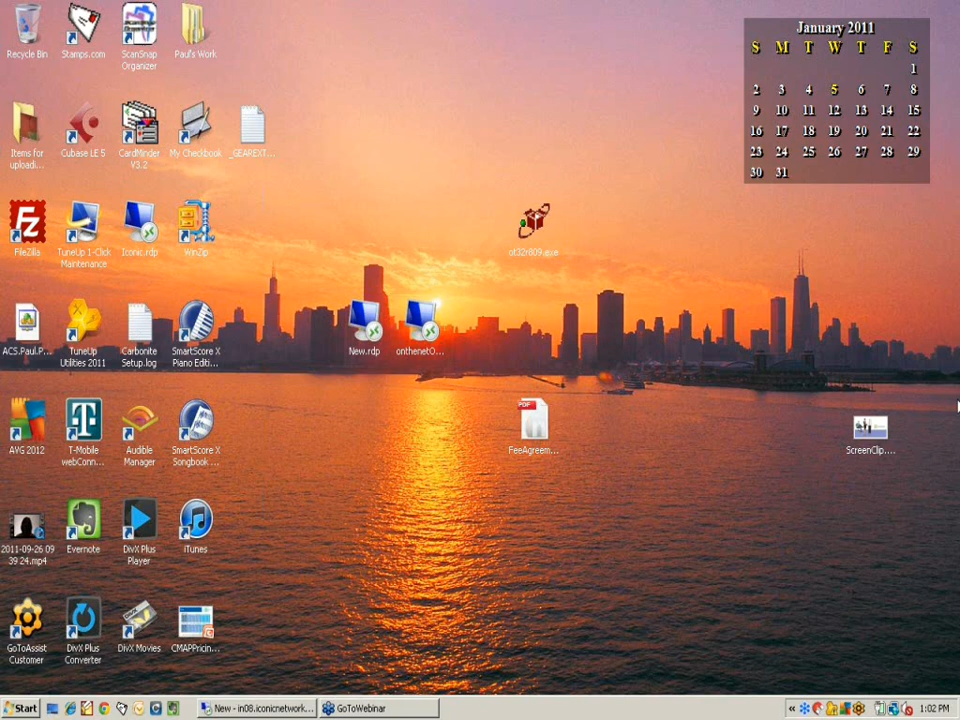 January 2011
S M T W T F S
1
2 3 4 5 6 7 8
9 10 11 12 13 14 15
16 17 18 19 20 21 22
23 24 25 26 27 28 29
30 31
Recycle Bin
Stamps.com
ScanSnap
Organizer
Paul's Work
Items for
uploadi...
Cubase LE 5
CardMinder
V3.2
My Checkbook
_GEAREXT...
FileZilla
TuneUp 1-Click
Maintenance
Iconic.rdp
WinZip
ot32r809.exe
ACS.Paul.P...
TuneUp
Utilities 2011
Carbonite
Setup.log
SmartScore X
Piano Editi...
New.rdp
onthenetO...
AVG 2012
T-Mobile
webConn...
Audible
Manager
SmartScore X
Songbook ...
PDF
FeeAgreem...
ScreenClip....
2011-09-26 09
39 24.mp4
Evernote
DivX Plus
Player
iTunes
GoToAssist
Customer
DivX Plus
Converter
DivX Movies
CMAPPricin...
Start
New - in08.iconicnetwork...
GoToWebinar
1:02 PM